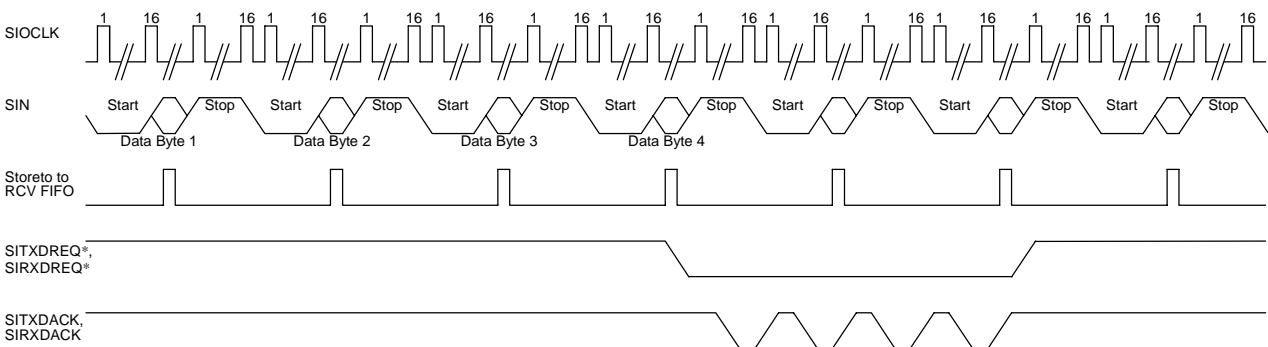 SIOCLK 1 16 1 16 1 16 1 16 1 16 1 16 1 16 1 16 1 16 1 16 1 16 1 16 1 16 1 16
SIN Start Stop Start Stop Start Stop Start Stop Start Stop Start Stop Start Stop
Data Byte 1 Data Byte 2 Data Byte 3 Data Byte 4
Storeto to
RCV FIFO
SITXDREQ*,
SIRXDREQ*
SITXDACK,
SIRXDACK